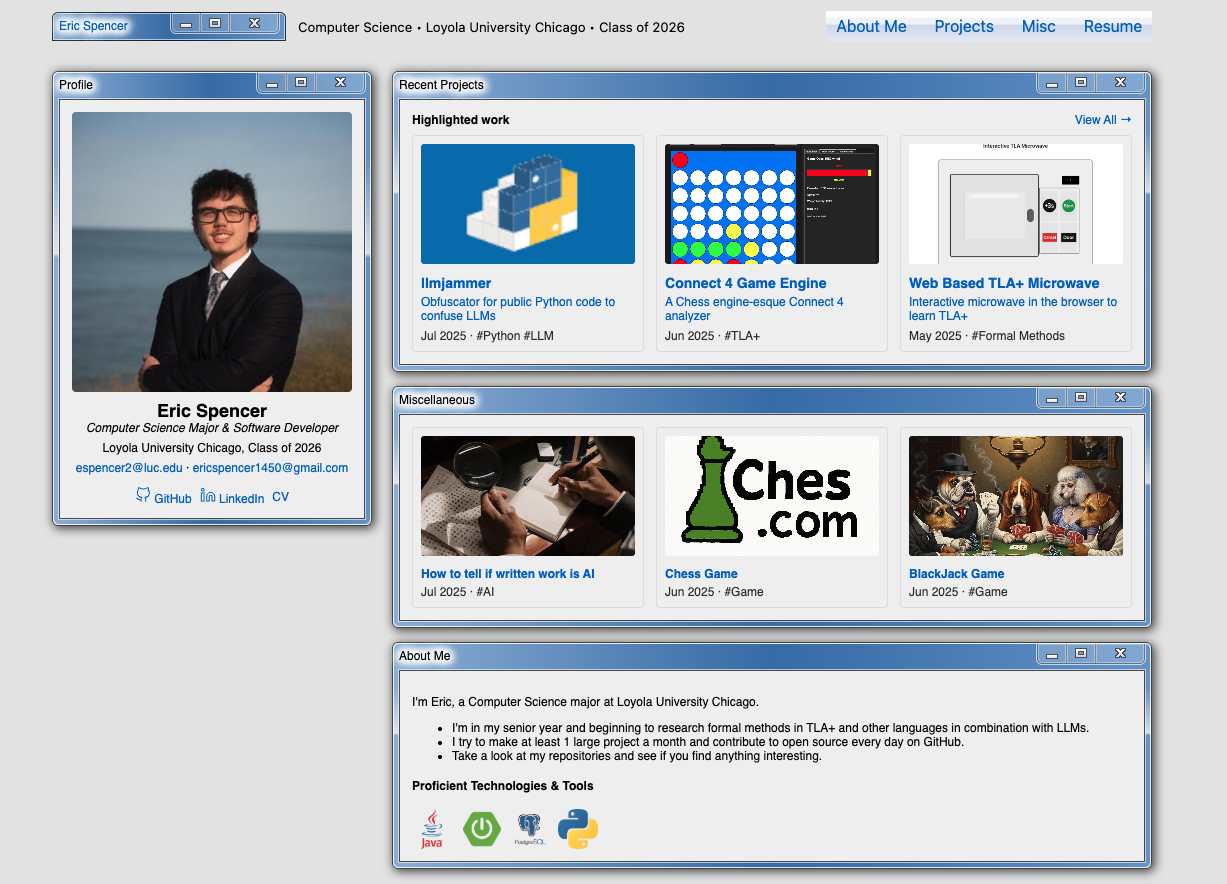 Eric Spencer
Computer Science • Loyola University Chicago • Class of 2026
About Me Projects Misc Resume
Profile
Eric Spencer
Computer Science Major & Software Developer
Loyola University Chicago, Class of 2026
espencer2@luc.edu · ericspencer1450@gmail.com
GitHub LinkedIn CV
Recent Projects
Highlighted work
View All →
llmjammer
Obfuscator for public Python code to
confuse LLMs
Jul 2025 · #Python #LLM
Connect 4 Game Engine
A Chess engine-esque Connect 4
analyzer
Jun 2025 · #TLA+
Interactive TLA Microwave
+3s
Start
Cancel
Door
Web Based TLA+ Microwave
Interactive microwave in the browser to
learn TLA+
May 2025 · #Formal Methods
Miscellaneous
How to tell if written work is AI
Jul 2025 · #AI
Ches
.com
Chess Game
Jun 2025 · #Game
BlackJack Game
Jun 2025 · #Game
About Me
I'm Eric, a Computer Science major at Loyola University Chicago.
• I'm in my senior year and beginning to research formal methods in TLA+ and other languages in combination with LLMs.
• I try to make at least 1 large project a month and contribute to open source every day on GitHub.
• Take a look at my repositories and see if you find anything interesting.
Proficient Technologies & Tools
Java
PostgreSQL